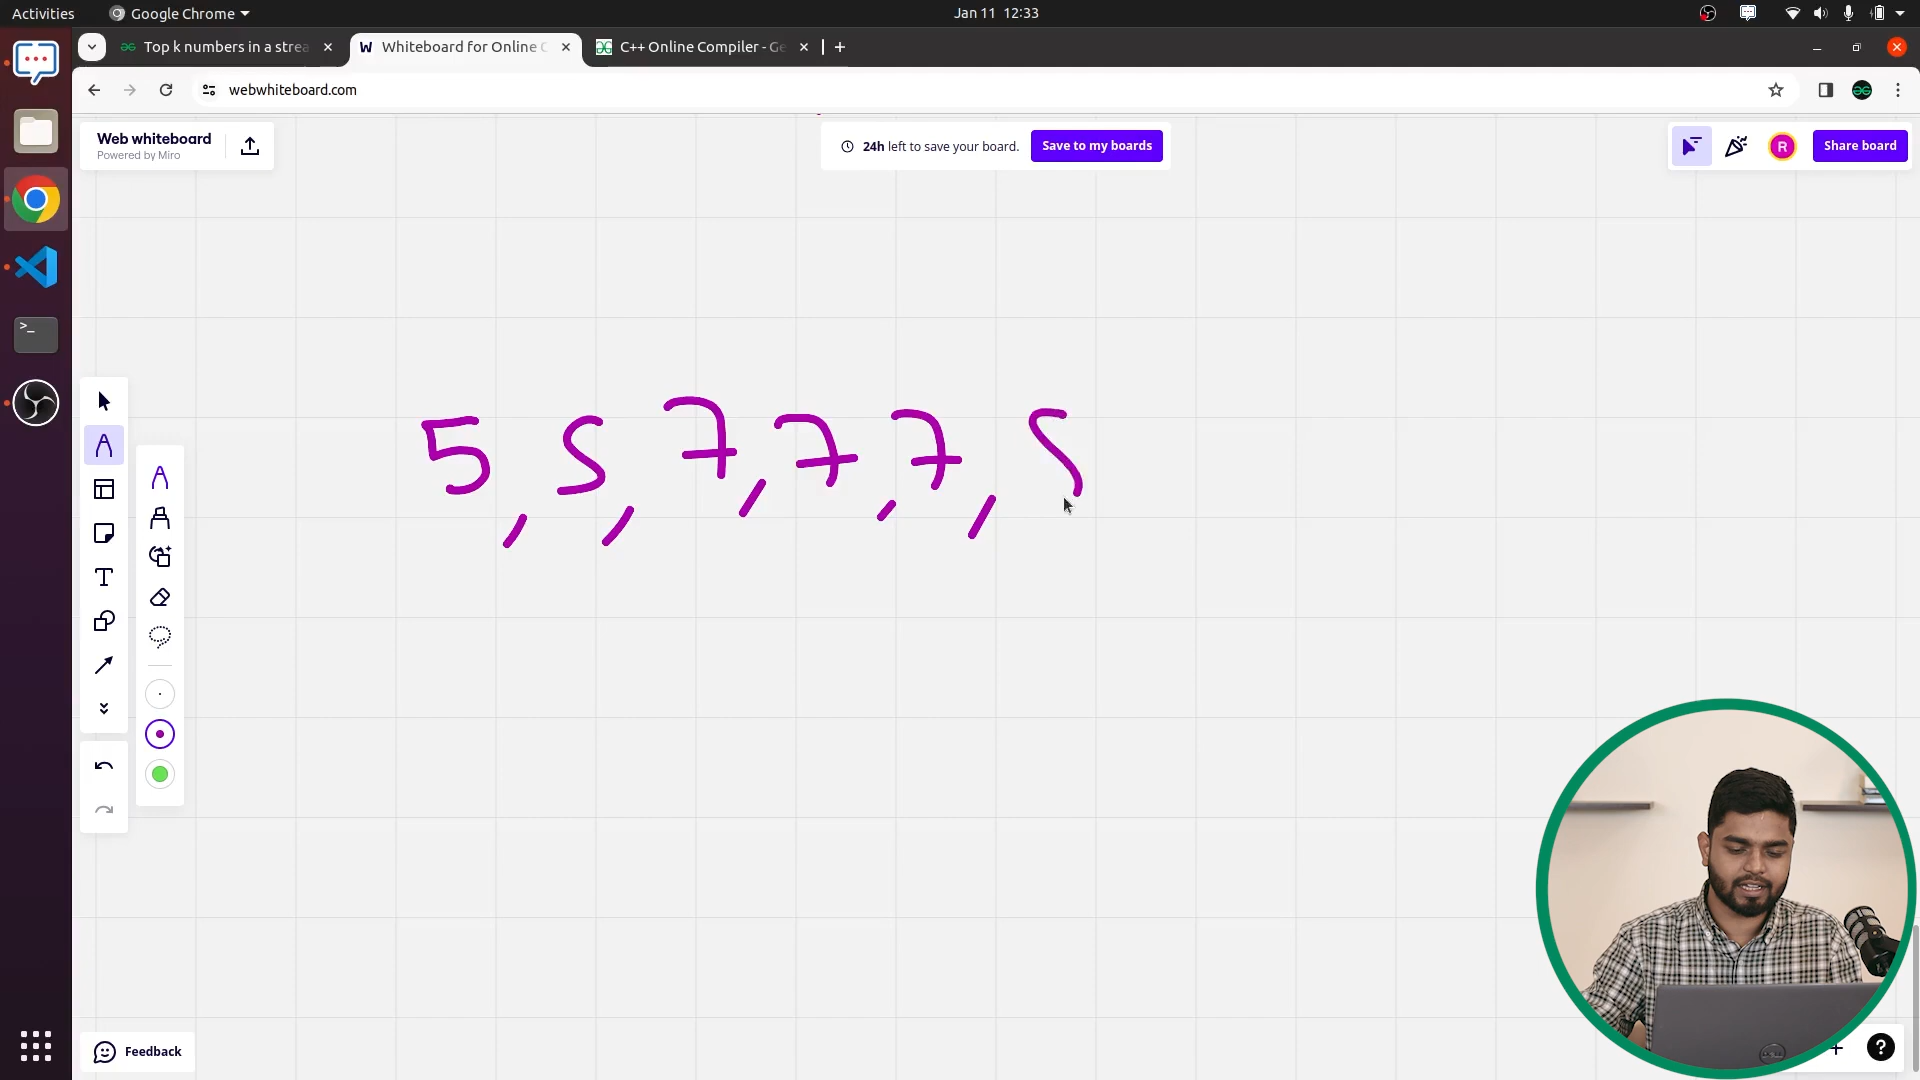 Activities Google Chrome Jan 11 12:33
Top k numbers in a strea Whiteboard for Online C C++ Online Compiler - Ge
webwhiteboard.com
Web whiteboard
Powered by Miro
24h left to save your board. Save to my boards
R Share board
5, 5, 7, 7, 7,
Feedback